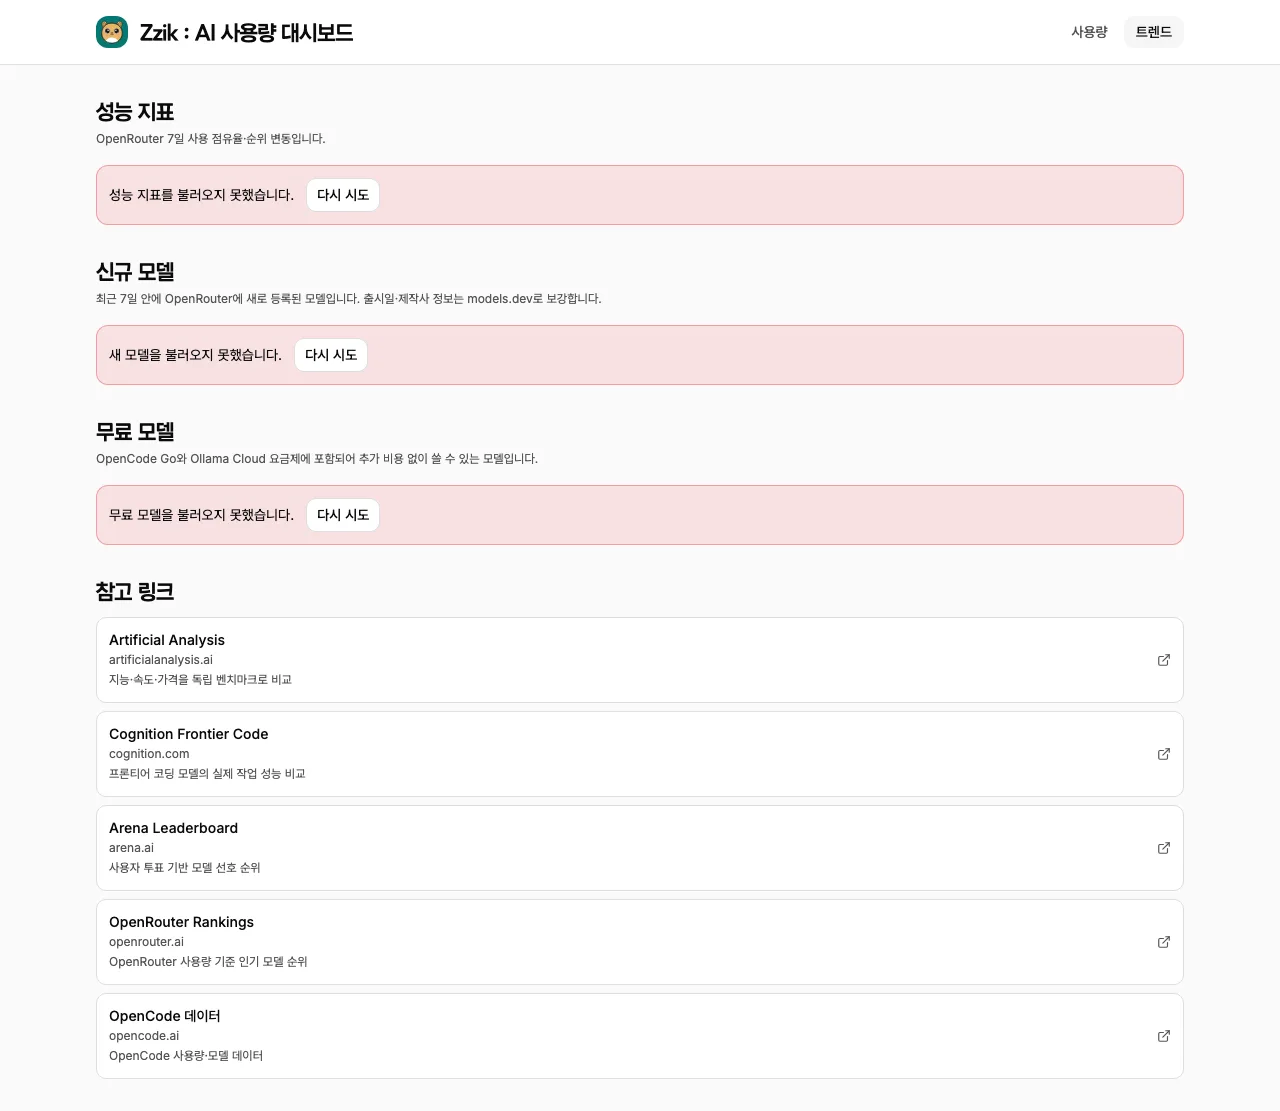 Zzik : AI 사용량 대시보드
사용량
트렌드
성능 지표
OpenRouter 7일 사용 점유율·순위 변동입니다.
성능 지표를 불러오지 못했습니다.
다시 시도
신규 모델
최근 7일 안에 OpenRouter에 새로 등록된 모델입니다. 출시일·제작사 정보는 models.dev로 보강합니다.
새 모델을 불러오지 못했습니다.
다시 시도
무료 모델
OpenCode Go와 Ollama Cloud 요금제에 포함되어 추가 비용 없이 쓸 수 있는 모델입니다.
무료 모델을 불러오지 못했습니다.
다시 시도
참고 링크
Artificial Analysis
artificialanalysis.ai
지능·속도·가격을 독립 벤치마크로 비교
Cognition Frontier Code
cognition.com
프론티어 코딩 모델의 실제 작업 성능 비교
Arena Leaderboard
arena.ai
사용자 투표 기반 모델 선호 순위
OpenRouter Rankings
openrouter.ai
OpenRouter 사용량 기준 인기 모델 순위
OpenCode 데이터
opencode.ai
OpenCode 사용량·모델 데이터